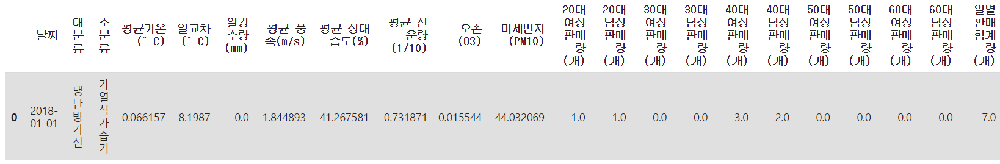 날짜
대
분
류
소
분
류
평균기온
(˚C)
일교차
(˚C)
일강
수량
(mm)
평균 풍
속(m/s)
평균 상대
습도(%)
평균 전
운량
(1/10)
오존
(O3)
미세먼지
(PM10)
20대
여성
판매
량
(개)
20대
남성
판매
량
(개)
30대
여성
판매
량
(개)
30대
남성
판매
량
(개)
40대
여성
판매
량
(개)
40대
남성
판매
량
(개)
50대
여성
판매
량
(개)
50대
남성
판매
량
(개)
60대
여성
판매
량
(개)
60대
남성
판매
량
(개)
일별
판매
합계
량
(개)
0
2018-
01-01
냉
난
방
가
전
가
열
식
가
습
기
0.066157
8.1987
0.0
1.844893
41.267581
0.731871
0.015544
44.032069
1.0
1.0
0.0
0.0
3.0
2.0
0.0
0.0
0.0
0.0
7.0